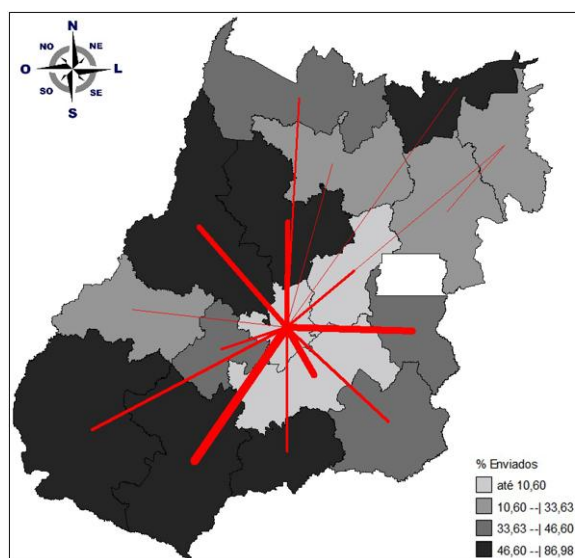 N
NO NE
O L
SO SE
S
% Enviados
até 10,60
10,60 --| 33,63
33,63 --| 46,60
46,60 --| 86,98